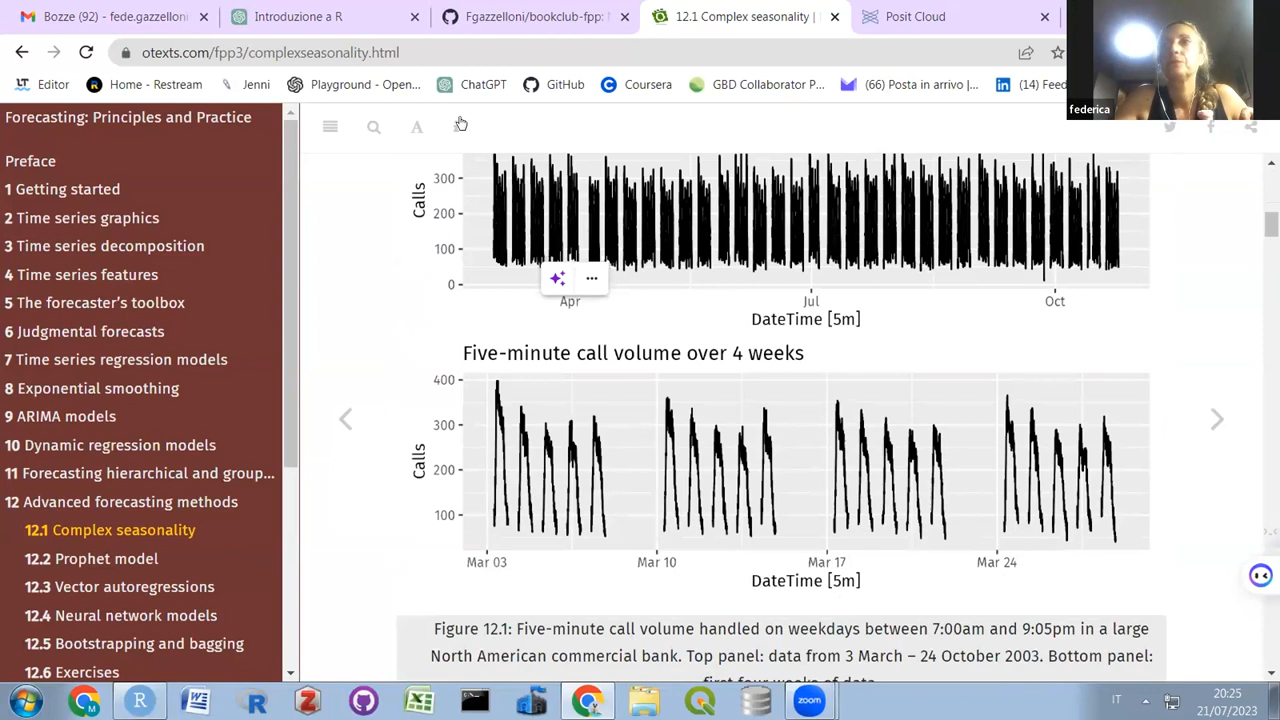 Bozze (92) - fede.gazzelloni
Introduzione a R
Fgazzelloni/bookclub-fpp:
12.1 Complex seasonality |
Posit Cloud
otexts.com/fpp3/complexseasonality.html
Editor
Home - Restream
Jenni
Playground - Open...
ChatGPT
GitHub
Coursera
GBD Collaborator P...
(66) Posta in arrivo |...
(14) Feed
federica
Forecasting: Principles and Practice
Preface
1 Getting started
2 Time series graphics
3 Time series decomposition
4 Time series features
5 The forecaster's toolbox
6 Judgmental forecasts
7 Time series regression models
8 Exponential smoothing
9 ARIMA models
10 Dynamic regression models
11 Forecasting hierarchical and group...
12 Advanced forecasting methods
12.1 Complex seasonality
12.2 Prophet model
12.3 Vector autoregressions
12.4 Neural network models
12.5 Bootstrapping and bagging
12.6 Exercises
Calls
300
200
100
0
Apr
Jul
Oct
DateTime [5m]
Five-minute call volume over 4 weeks
Calls
400
300
200
100
Mar 03
Mar 10
Mar 17
Mar 24
DateTime [5m]
Figure 12.1: Five-minute call volume handled on weekdays between 7:00am and 9:05pm in a large
North American commercial bank. Top panel: data from 3 March – 24 October 2003. Bottom panel:
first four weeks of data
zoom
IT
20:25
21/07/2023